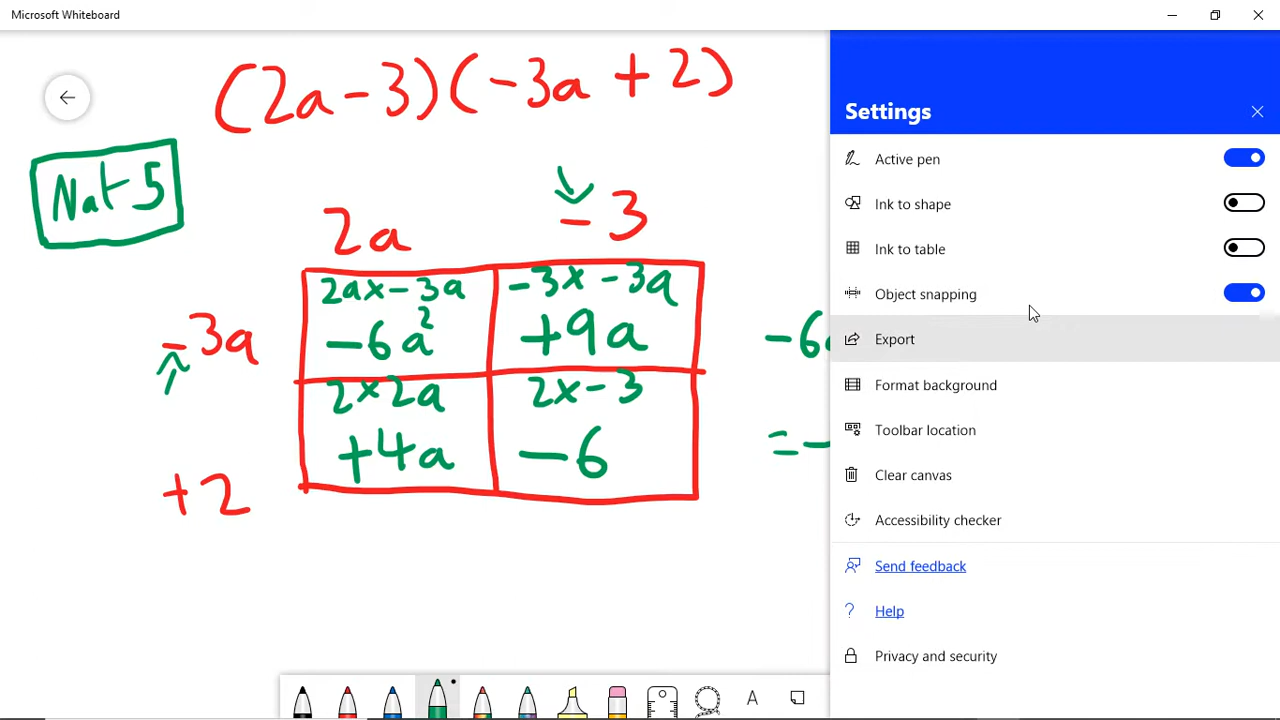 Microsoft Whiteboard
(2a-3)(-3a+2)
Nat 5
2a
-3
2ax-3a
-3x-3a
-3a
-6a²
+9a
2x2a
2x-3
+4a
-6
+2
-6
=-
Settings
Active pen
Ink to shape
Ink to table
Object snapping
Export
Format background
Toolbar location
Clear canvas
Accessibility checker
Send feedback
Help
Privacy and security
A